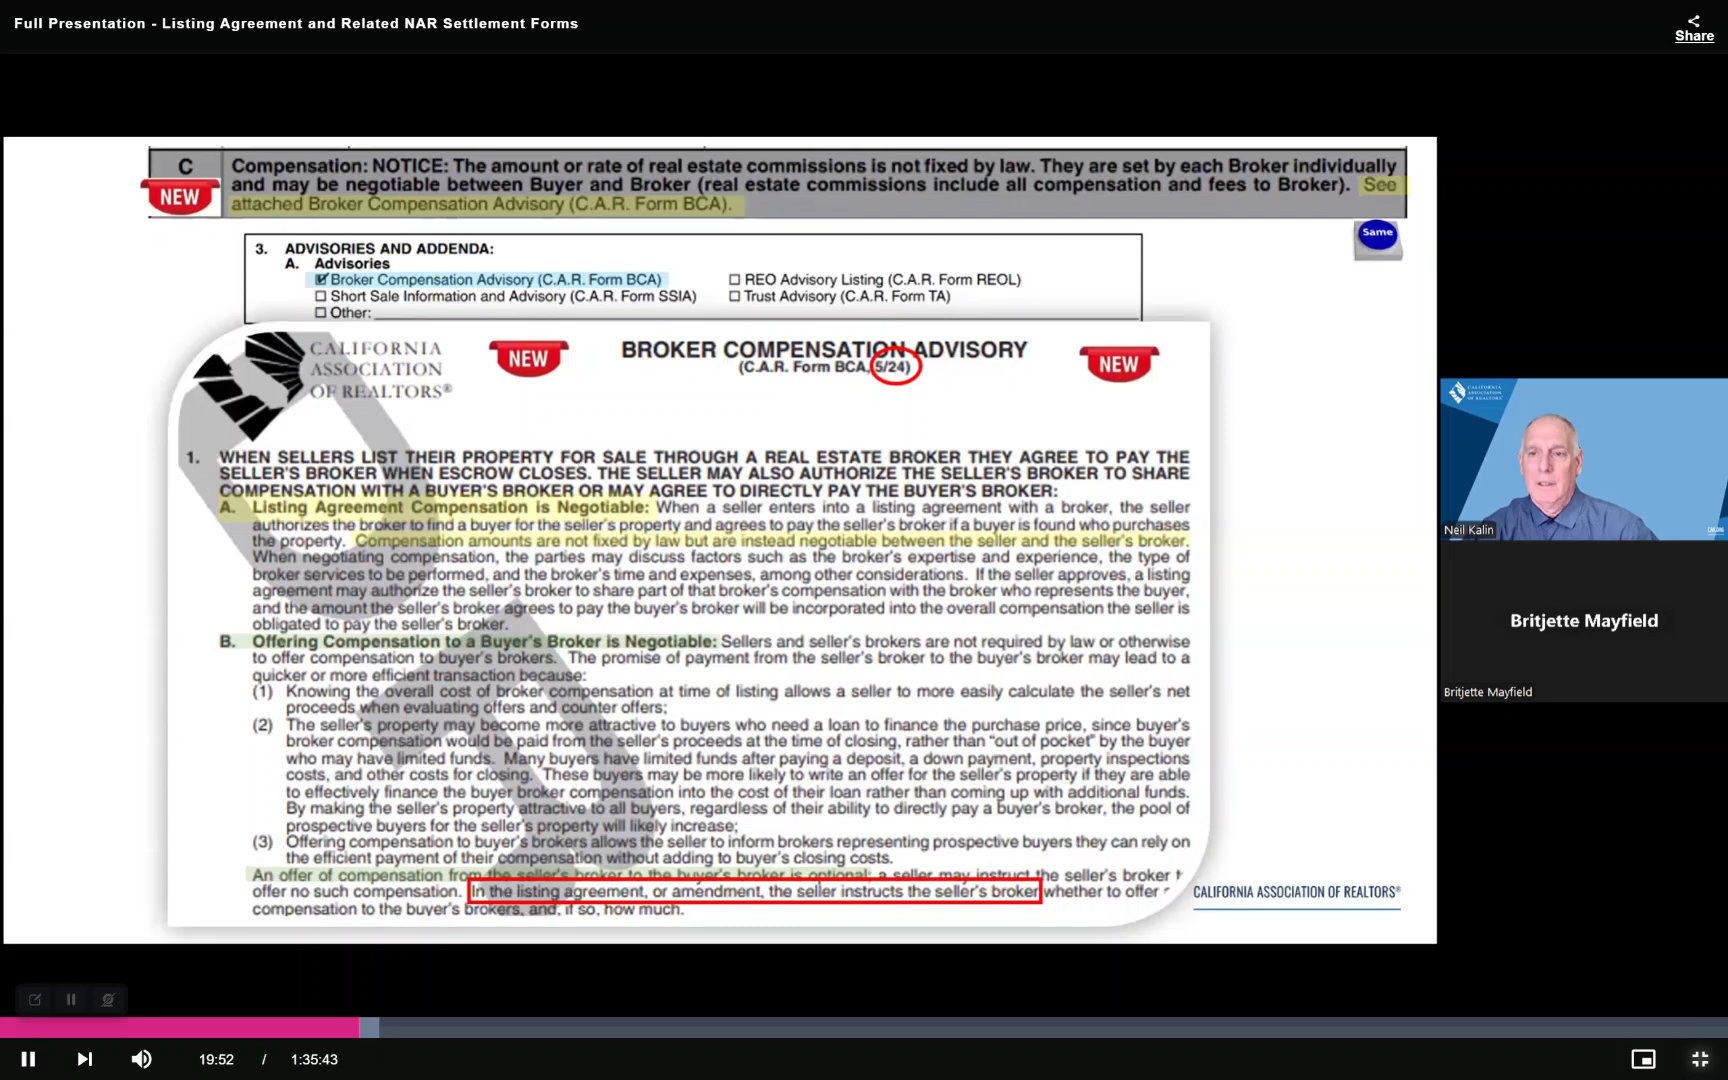 Full Presentation - Listing Agreement and Related NAR Settlement Forms
Share
C
NEW
Compensation: NOTICE: The amount or rate of real estate commissions is not fixed by law. They are set by each Broker individually
and may be negotiable between Buyer and Broker (real estate commissions include all compensation and fees to Broker). See
attached Broker Compensation Advisory (C.A.R. Form BCA).
Same
3. ADVISORIES AND ADDENDA:
A. Advisories
Broker Compensation Advisory (C.A.R. Form BCA)
REO Advisory Listing (C.A.R. Form REOL)
Short Sale Information and Advisory (C.A.R. Form SSIA)
Trust Advisory (C.A.R. Form TA)
Other:
CALIFORNIA
ASSOCIATION
OF REALTORS®
NEW
BROKER COMPENSATION ADVISORY
(C.A.R. Form BCA, 5/24)
NEW
1. WHEN SELLERS LIST THEIR PROPERTY FOR SALE THROUGH A REAL ESTATE BROKER THEY AGREE TO PAY THE
SELLER'S BROKER WHEN ESCROW CLOSES. THE SELLER MAY ALSO AUTHORIZE THE SELLER'S BROKER TO SHARE
COMPENSATION WITH A BUYER'S BROKER OR MAY AGREE TO DIRECTLY PAY THE BUYER'S BROKER:
A. Listing Agreement Compensation is Negotiable: When a seller enters into a listing agreement with a broker, the seller
authorizes the broker to find a buyer for the seller's property and agrees to pay the seller's broker if a buyer is found who purchases
the property. Compensation amounts are not fixed by law but are instead negotiable between the seller and the seller's broker.
When negotiating compensation, the parties may discuss factors such as the broker's expertise and experience, the type of
broker services to be performed, and the broker's time and expenses, among other considerations. If the seller approves, a listing
agreement may authorize the seller's broker to share part of that broker's compensation with the broker who represents the buyer,
and the amount the seller's broker agrees to pay the buyer's broker will be incorporated into the overall compensation the seller is
obligated to pay the seller's broker.
B. Offering Compensation to a Buyer's Broker is Negotiable: Sellers and seller's brokers are not required by law or otherwise
to offer compensation to buyer's brokers. The promise of payment from the seller's broker to the buyer's broker may lead to a
quicker or more efficient transaction because:
(1) Knowing the overall cost of broker compensation at time of listing allows a seller to more easily calculate the seller's net
proceeds when evaluating offers and counter offers;
(2) The seller's property may become more attractive to buyers who need a loan to finance the purchase price, since buyer's
broker compensation would be paid from the seller's proceeds at the time of closing, rather than "out of pocket" by the buyer
who may have limited funds. Many buyers have limited funds after paying a deposit, a down payment, property inspections
costs, and other costs for closing. These buyers may be more likely to write an offer for the seller's property if they are able
to effectively finance the buyer broker compensation into the cost of their loan rather than coming up with additional funds.
By making the seller's property attractive to all buyers, regardless of their ability to directly pay a buyer's broker, the pool of
prospective buyers for the seller's property will likely increase;
(3) Offering compensation to buyer's brokers allows the seller to inform brokers representing prospective buyers they can rely on
the efficient payment of their compensation without adding to buyer's closing costs.
An offer of compensation from the seller's broker to the buyer's broker is optional; a seller may instruct the seller's broker
offer no such compensation. In the listing agreement, or amendment, the seller instructs the seller's broker whether to offer
compensation to the buyer's brokers, and, if so, how much.
CALIFORNIA ASSOCIATION OF REALTORS®
CALIFORNIA
ASSOCIATION
OF REALTORS®
Neil Kalin
Britjette Mayfield
Britjette Mayfield
19:52 / 1:35:43